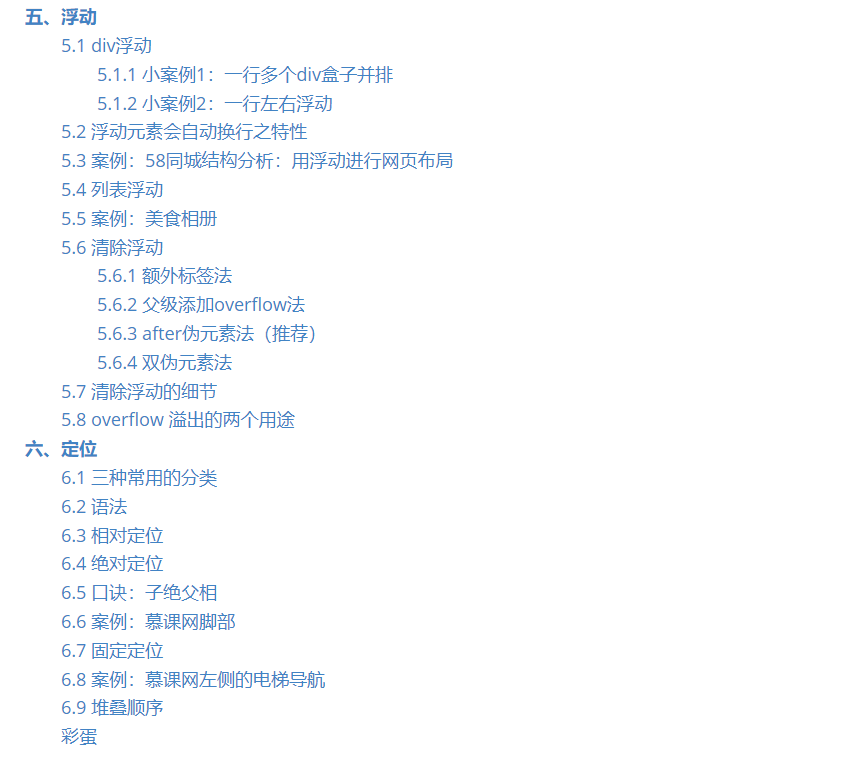 五、浮动
5.1 div浮动
5.1.1 小案例1：一行多个div盒子并排
5.1.2 小案例2：一行左右浮动
5.2 浮动元素会自动换行之特性
5.3 案例：58同城结构分析：用浮动进行网页布局
5.4 列表浮动
5.5 案例：美食相册
5.6 清除浮动
5.6.1 额外标签法
5.6.2 父级添加overflow法
5.6.3 after伪元素法（推荐）
5.6.4 双伪元素法
5.7 清除浮动的细节
5.8 overflow 溢出的两个用途
六、定位
6.1 三种常用的分类
6.2 语法
6.3 相对定位
6.4 绝对定位
6.5 口诀：子绝父相
6.6 案例：慕课网脚部
6.7 固定定位
6.8 案例：慕课网左侧的电梯导航
6.9 堆叠顺序
彩蛋